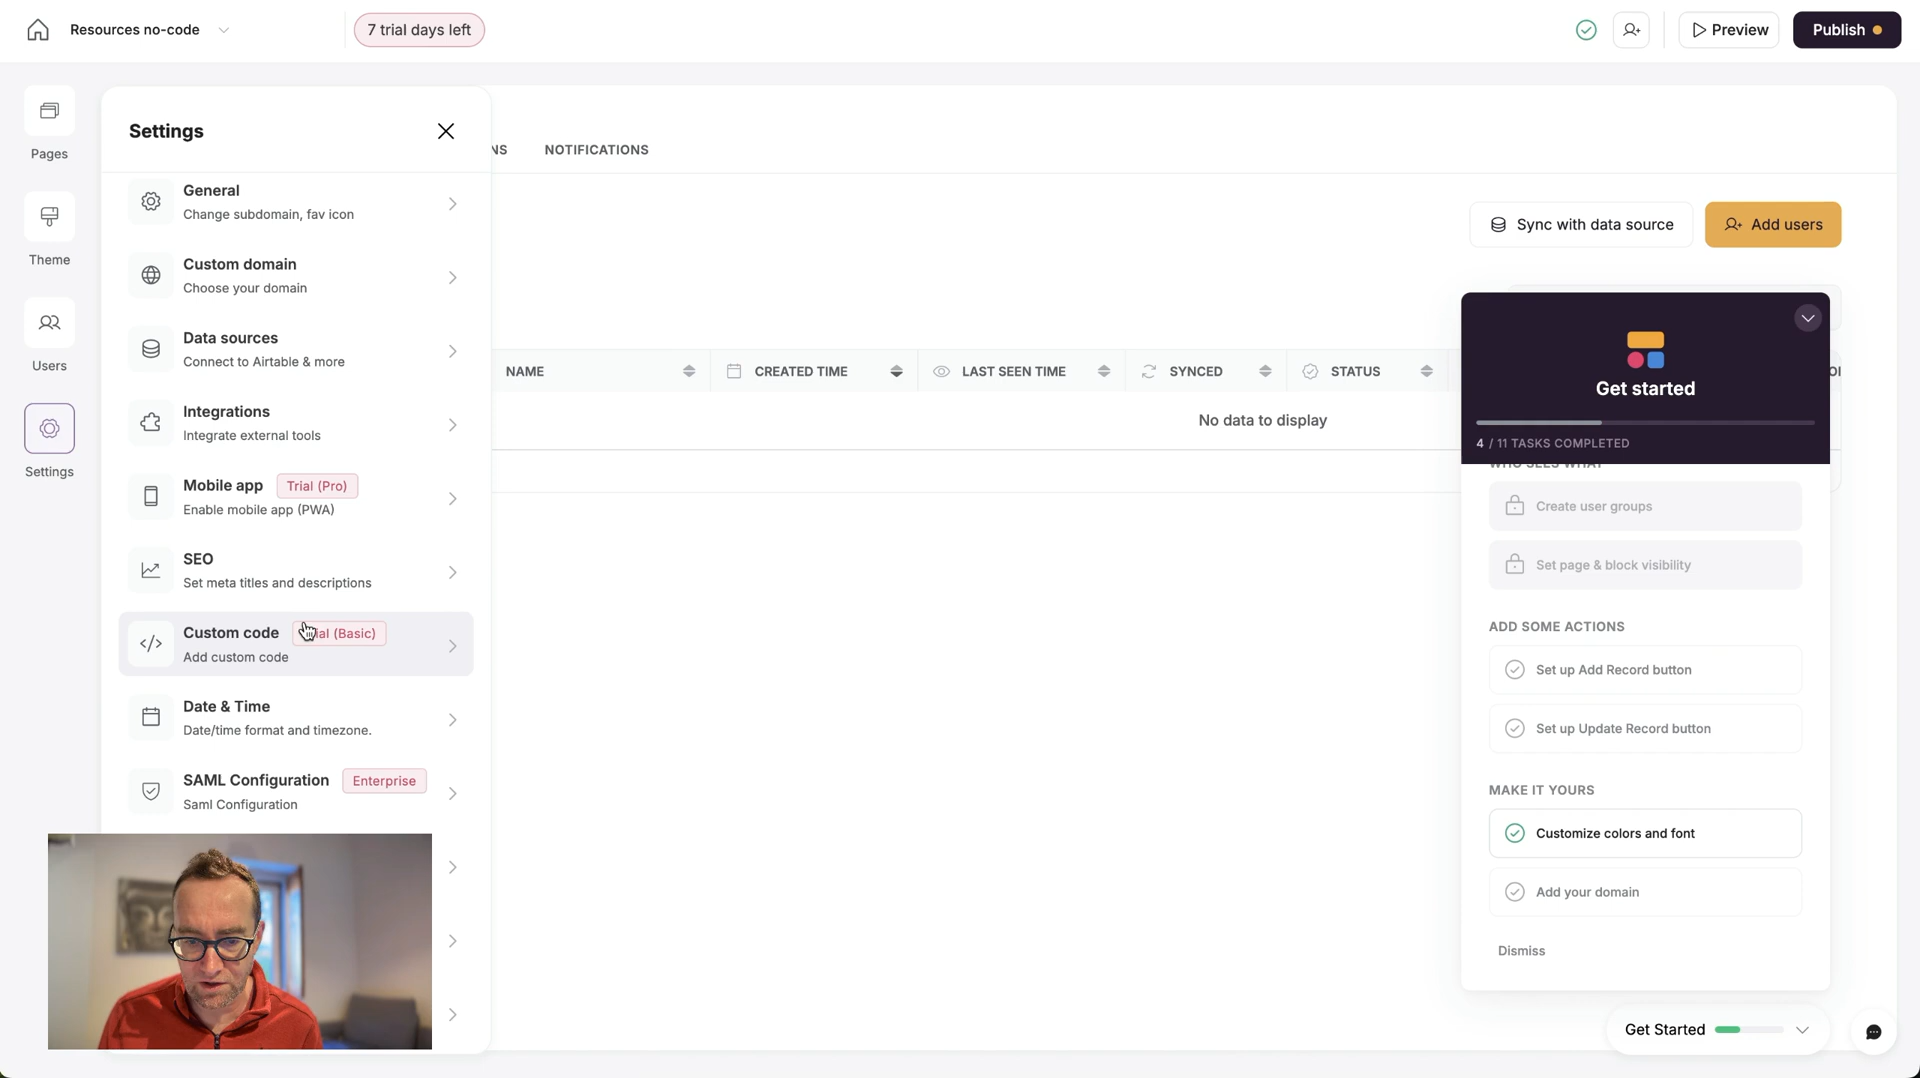 Resources no-code
7 trial days left
Preview
Publish
Pages
Theme
Users
Settings
Settings
General
Change subdomain, fav icon
Custom domain
Choose your domain
Data sources
Connect to Airtable & more
Integrations
Integrate external tools
Mobile app Trial (Pro)
Enable mobile app (PWA)
SEO
Set meta titles and descriptions
Custom code (Basic)
Add custom code
Date & Time
Date/time format and timezone.
SAML Configuration Enterprise
Saml Configuration
NOTIFICATIONS
Sync with data source
Add users
NAME CREATED TIME LAST SEEN TIME SYNCED STATUS
No data to display
Get started
4 / 11 TASKS COMPLETED
WHO SEES WHAT
Create user groups
Set page & block visibility
ADD SOME ACTIONS
Set up Add Record button
Set up Update Record button
MAKE IT YOURS
Customize colors and font
Add your domain
Dismiss
Get Started